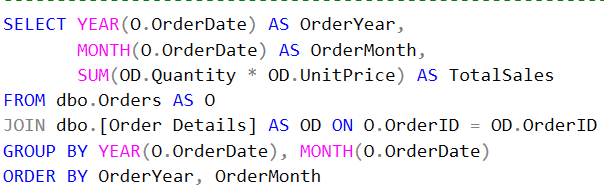 SELECT YEAR(O.OrderDate) AS OrderYear,
MONTH(O.OrderDate) AS OrderMonth,
SUM(OD.Quantity * OD.UnitPrice) AS TotalSales
FROM dbo.Orders AS O
JOIN dbo.[Order Details] AS OD ON O.OrderID = OD.OrderID
GROUP BY YEAR(O.OrderDate), MONTH(O.OrderDate)
ORDER BY OrderYear, OrderMonth